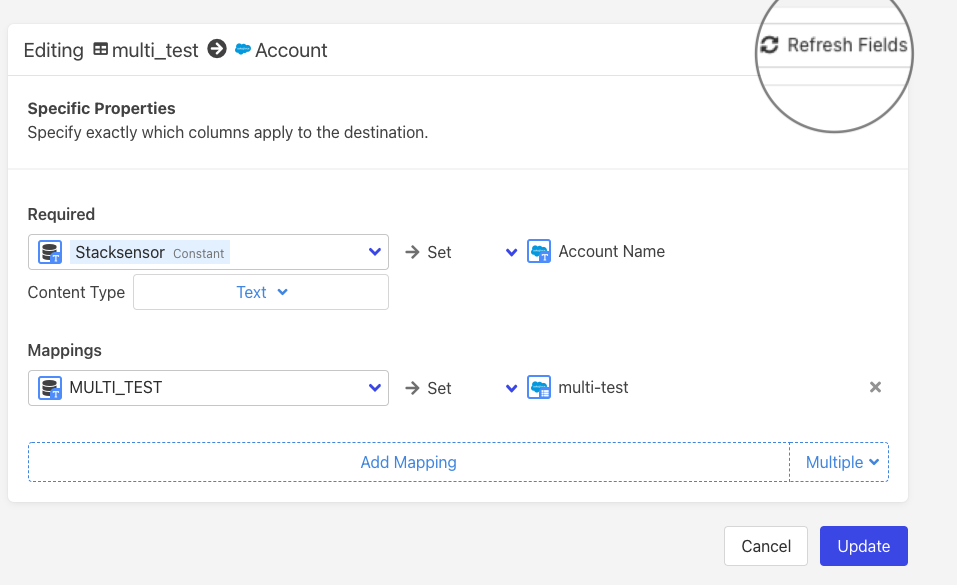 Editing multi_test Account
Refresh Fields
Specific Properties
Specify exactly which columns apply to the destination.
Required
Stacksensor Constant Set Account Name
Content Type Text
Mappings
MULTI_TEST Set multi-test
Add Mapping Multiple
Cancel Update